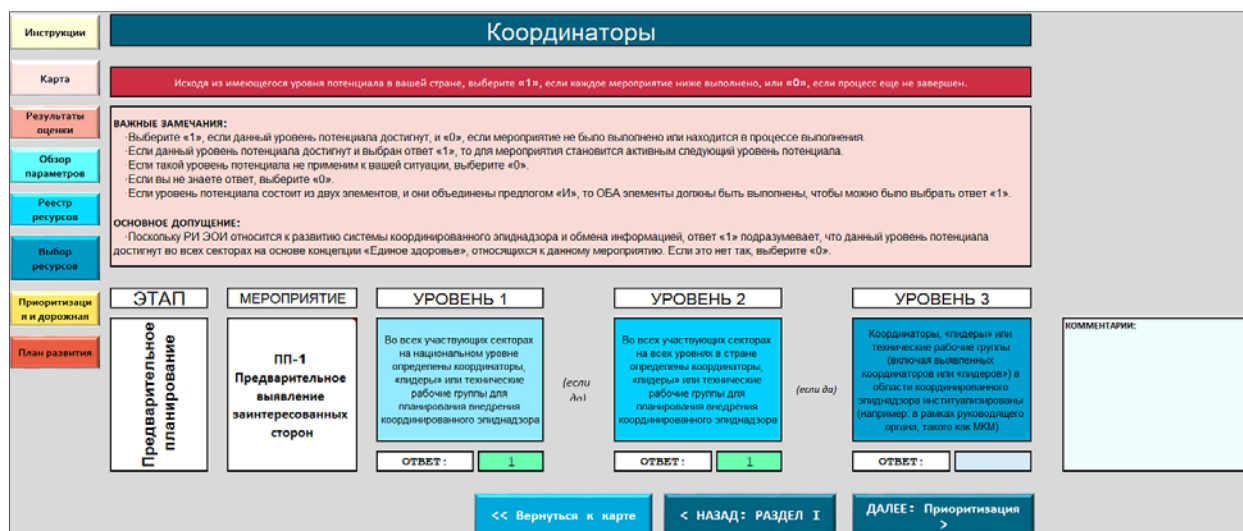 Инструкции
Координаторы
Карта
Исходя из имеющегося уровня потенциала в вашей стране, выберите «1», если каждое мероприятие ниже выполнено, или «0», если процесс еще не завершен.
Результаты
оценки
Обзор
параметров
Реестр
ресурсов
Выбор
ресурсов
Приоритизаци
я и дорожная
План развития
ВАЖНЫЕ ЗАМЕЧАНИЯ:
·Выберите «1», если данный уровень потенциала достигнут, и «0», если мероприятие не было выполнено или находится в процессе выполнения.
·Если данный уровень потенциала достигнут и выбран ответ «1», то для мероприятия становится активным следующий уровень потенциала.
·Если такой уровень потенциала не применим к вашей ситуации, выберите «0».
·Если вы не знаете ответ, выберите «0».
·Если уровень потенциала состоит из двух элементов, и они объединены предлогом «И», то ОБА элементы должны быть выполнены, чтобы можно было выбрать ответ «1».
ОСНОВНОЕ ДОПУЩЕНИЕ:
·Поскольку РИ ЭОИ относится к развитию системы координированного эпиднадзора и обмена информацией, ответ «1» подразумевает, что данный уровень потенциала
достигнут во всех секторах на основе концепции «Единое здоровье», относящихся к данному мероприятию. Если это нет так, выберите «0».
ЭТАП
МЕРОПРИЯТИЕ
УРОВЕНЬ 1
УРОВЕНЬ 2
УРОВЕНЬ 3
Предварительное
планирование
ПП-1
Предварительное
выявление
заинтересованных
сторон
Во всех участвующих секторах
на национальном уровне
определены координаторы,
«лидеры» или технические
рабочие группы для
планирования внедрения
координированного эпиднадзора
(если
да)
Во всех участвующих секторах
на всех уровнях в стране
определены координаторы,
«лидеры» или технические
рабочие группы для
планирования внедрения
координированного эпиднадзора
(если да)
Координаторы, «лидеры» или
технические рабочие группы
(включая выявленных
координаторов или «лидеров») в
области координированного
эпиднадзора институализированы
(например: в рамках руководящего
органа, такого как МКМ)
КОММЕНТАРИИ:
ОТВЕТ: 1
ОТВЕТ: 1
ОТВЕТ:
<< Вернуться к карте
< НАЗАД: РАЗДЕЛ I
ДАЛЕЕ: Приоритизация
>